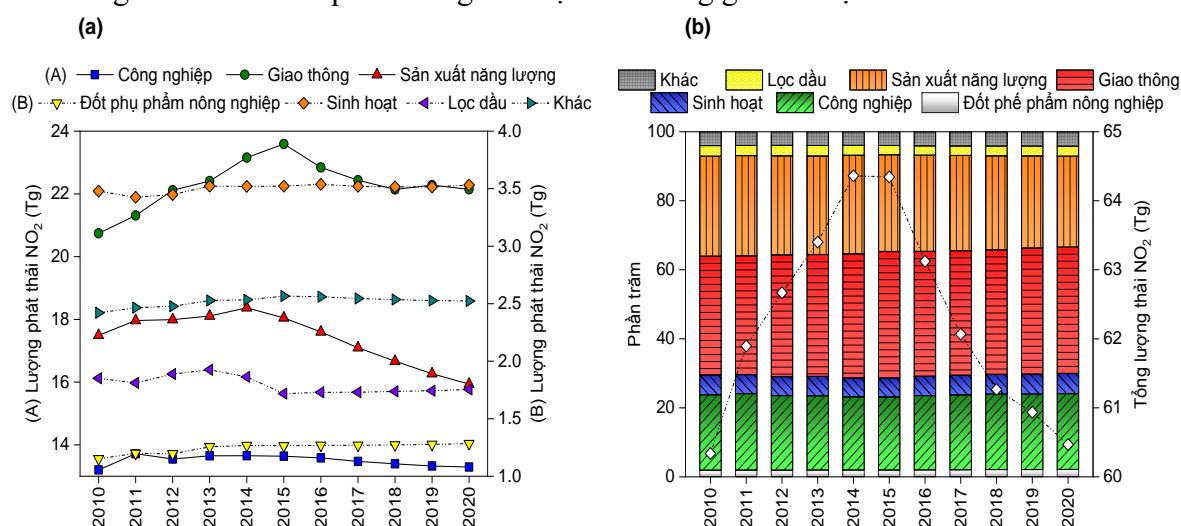 (a)
(A) Công nghiệp Giao thông Sản xuất năng lượng
(B) Đốt phụ phẩm nông nghiệp Sinh hoạt Lọc dầu Khác
(A) Lượng phát thải NO₂ (Tg)
24
22
20
18
16
14
(B) Lượng phát thải NO₂ (Tg)
4.0
3.5
3.0
2.5
2.0
1.5
1.0
2010 2011 2012 2013 2014 2015 2016 2017 2018 2019 2020
(b)
Khác Lọc dầu Sản xuất năng lượng Giao thông
Sinh hoạt Công nghiệp Đốt phế phẩm nông nghiệp
Phần trăm
100
80
60
40
20
0
Tổng lượng thải NO₂ (Tg)
65
64
63
62
61
60
2010 2011 2012 2013 2014 2015 2016 2017 2018 2019 2020